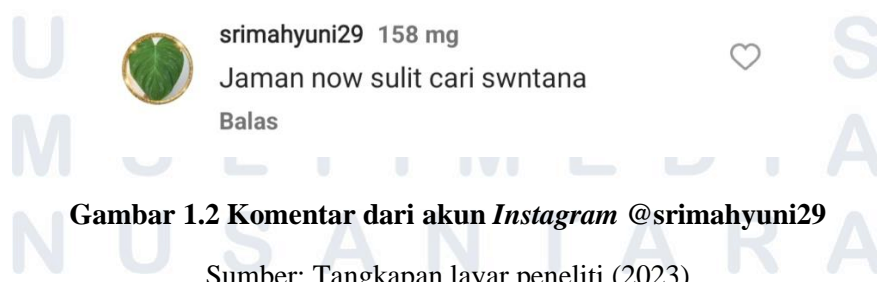 srimahyuni29 158 mg
Jaman now sulit cari swntana
Balas
Gambar 1.2 Komentar dari akun Instagram @srimahyuni29
Sumber: Tangkapan layar peneliti (2023)
U S
M U L T I M E D I A
N U S A N T A R A